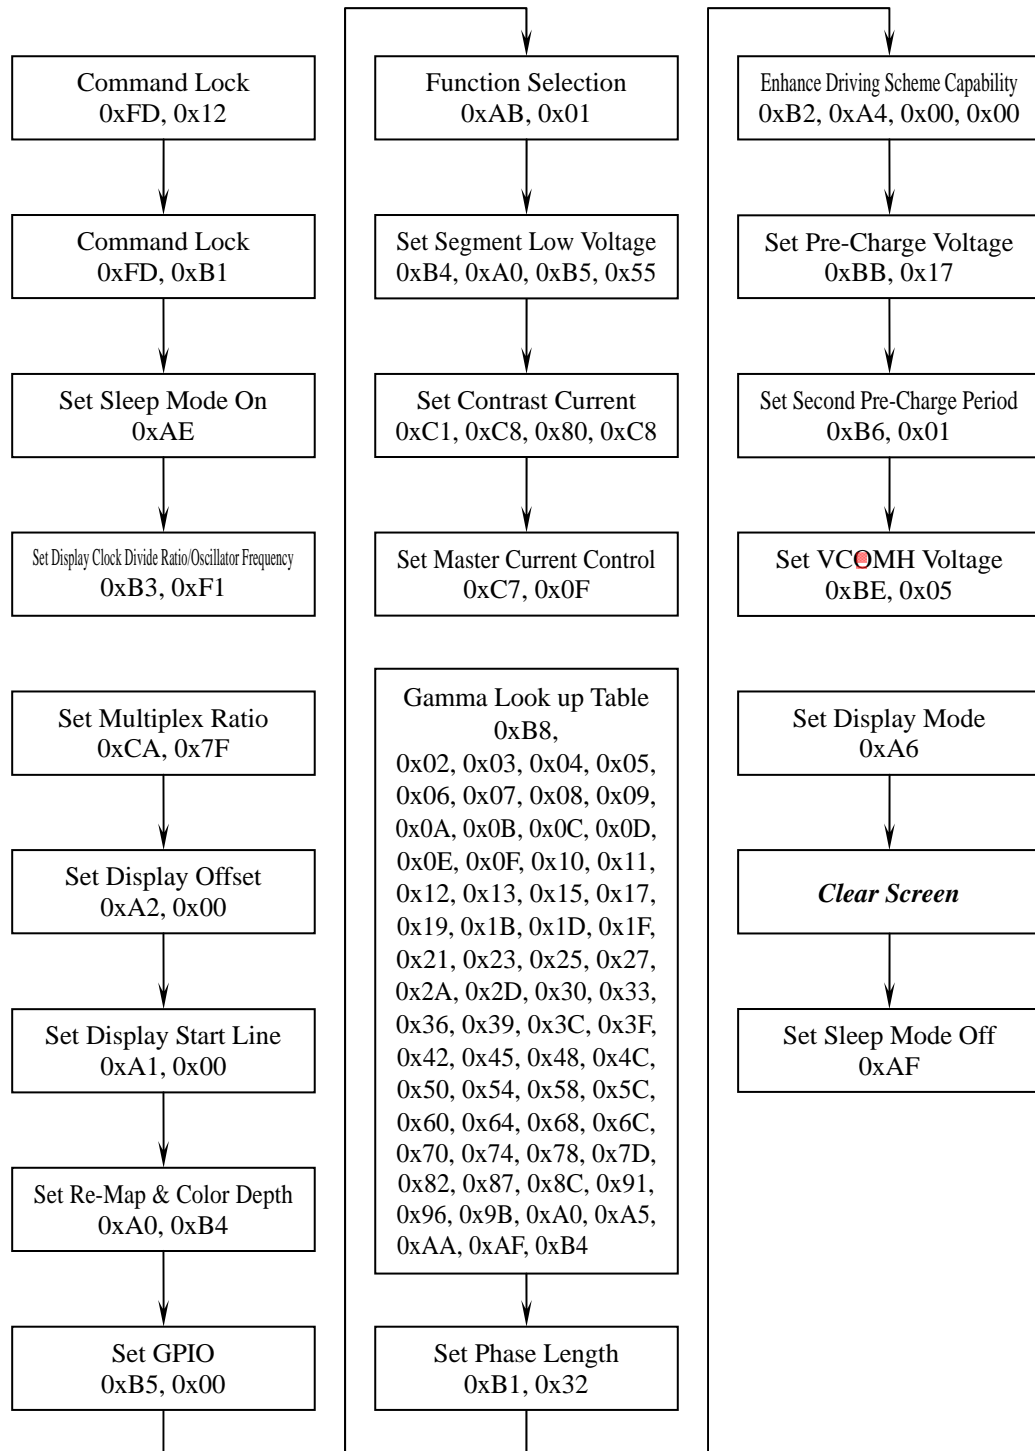 Command Lock
0xFD, 0x12
Command Lock
0xFD, 0xB1
Set Sleep Mode On
0xAE
Set Display Clock Divide Ratio/Oscillator Frequency
0xB3, 0xF1
Set Multiplex Ratio
0xCA, 0x7F
Set Display Offset
0xA2, 0x00
Set Display Start Line
0xA1, 0x00
Set Re-Map & Color Depth
0xA0, 0xB4
Set GPIO
0xB5, 0x00
Function Selection
0xAB, 0x01
Set Segment Low Voltage
0xB4, 0xA0, 0xB5, 0x55
Set Contrast Current
0xC1, 0xC8, 0x80, 0xC8
Set Master Current Control
0xC7, 0x0F
Gamma Look up Table
0xB8,
0x02, 0x03, 0x04, 0x05,
0x06, 0x07, 0x08, 0x09,
0x0A, 0x0B, 0x0C, 0x0D,
0x0E, 0x0F, 0x10, 0x11,
0x12, 0x13, 0x15, 0x17,
0x19, 0x1B, 0x1D, 0x1F,
0x21, 0x23, 0x25, 0x27,
0x2A, 0x2D, 0x30, 0x33,
0x36, 0x39, 0x3C, 0x3F,
0x42, 0x45, 0x48, 0x4C,
0x50, 0x54, 0x58, 0x5C,
0x60, 0x64, 0x68, 0x6C,
0x70, 0x74, 0x78, 0x7D,
0x82, 0x87, 0x8C, 0x91,
0x96, 0x9B, 0xA0, 0xA5,
0xAA, 0xAF, 0xB4
Set Phase Length
0xB1, 0x32
Enhance Driving Scheme Capability
0xB2, 0xA4, 0x00, 0x00
Set Pre-Charge Voltage
0xBB, 0x17
Set Second Pre-Charge Period
0xB6, 0x01
Set VCOMH Voltage
0xBE, 0x05
Set Display Mode
0xA6
Clear Screen
Set Sleep Mode Off
0xAF